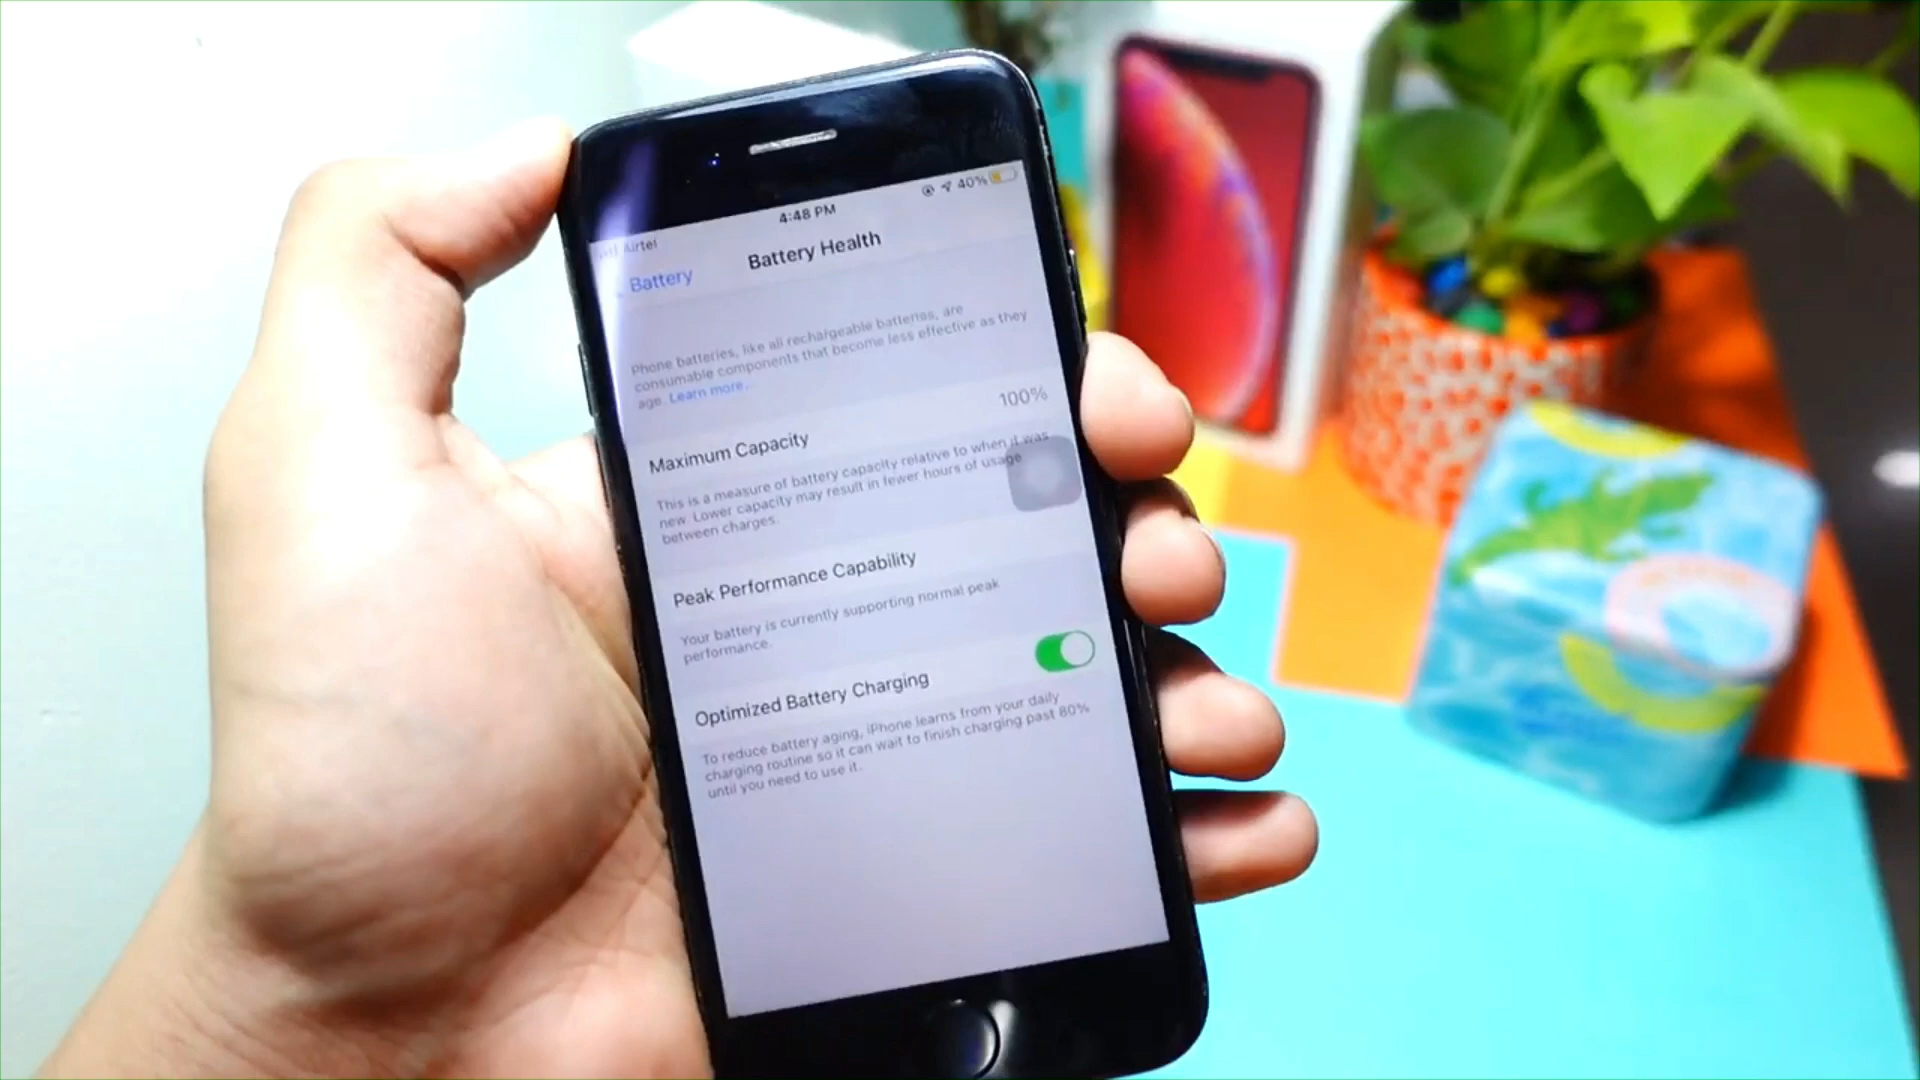 Airtel
4:48 PM
40%
Battery
Battery Health
Phone batteries, like all rechargeable batteries, are
consumable components that become less effective as they
age. Learn more...
Maximum Capacity
100%
This is a measure of battery capacity relative to when it was
new. Lower capacity may result in fewer hours of usage
between charges.
Peak Performance Capability
Your battery is currently supporting normal peak
performance.
Optimized Battery Charging
To reduce battery aging, iPhone learns from your daily
charging routine so it can wait to finish charging past 80%
until you need to use it.